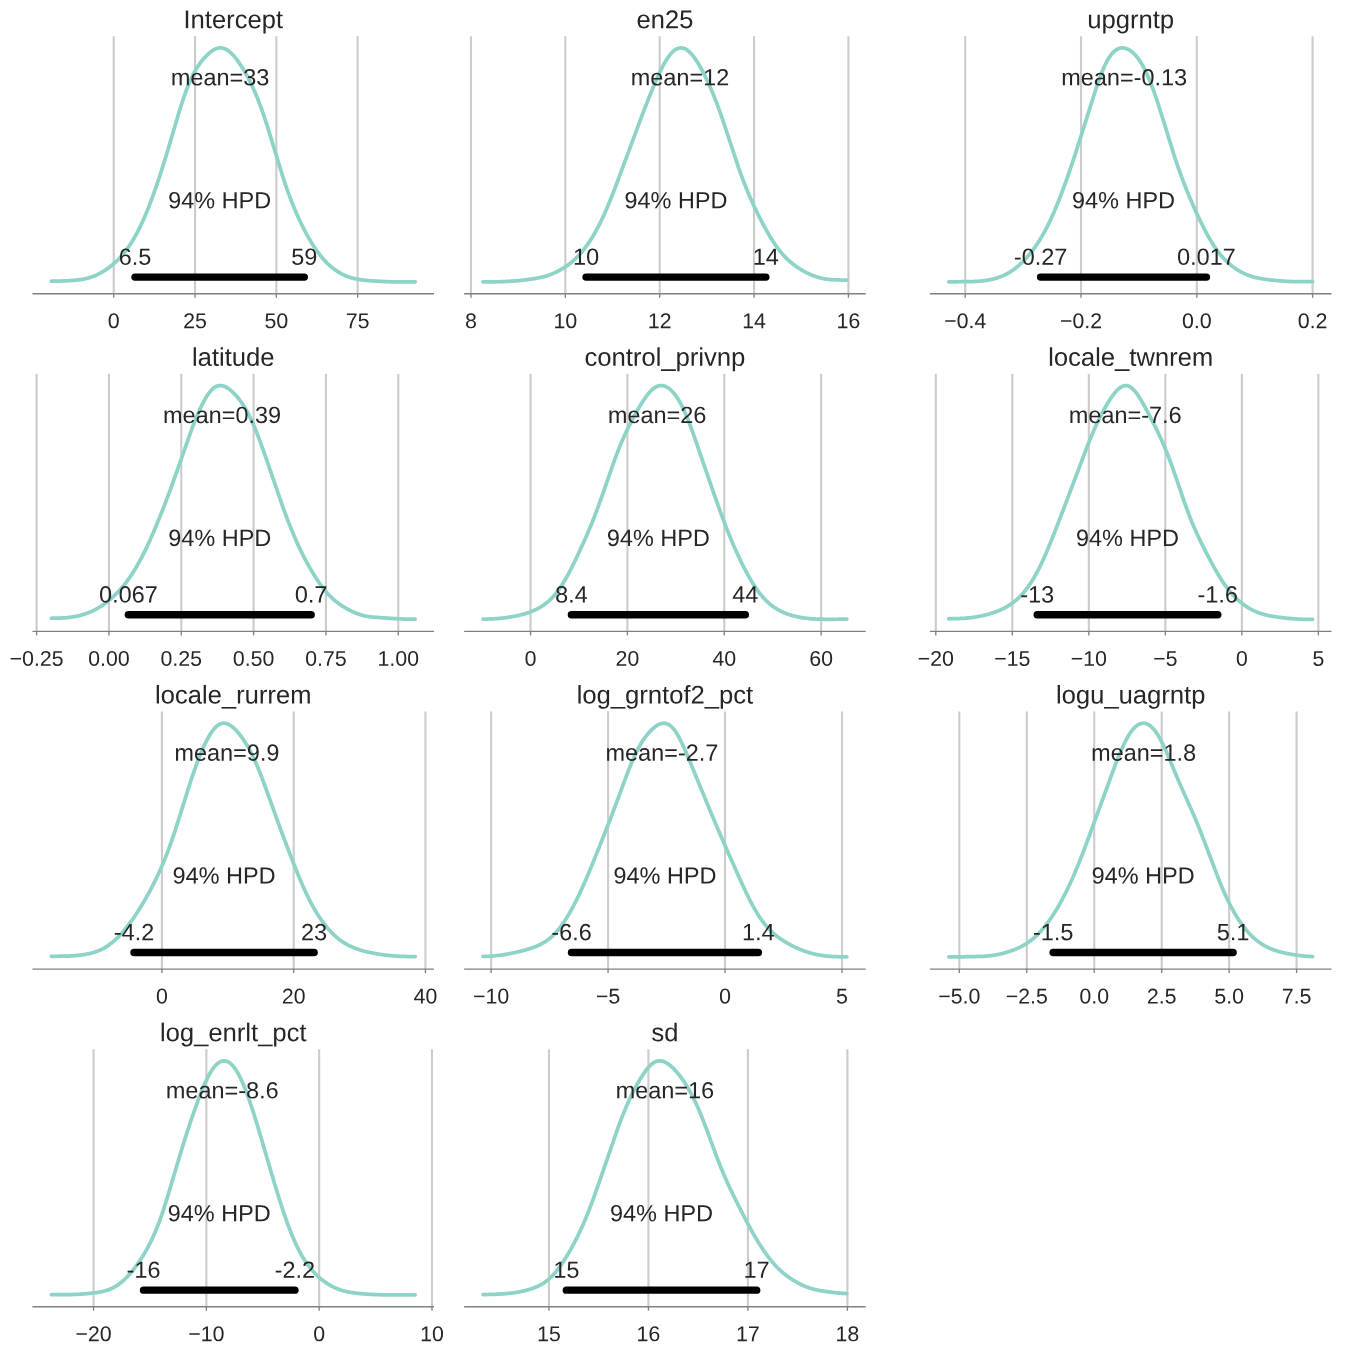 Intercept
en25
upgrntp
mean=33
mean=12
mean=-0.13
94% HPD
94% HPD
94% HPD
6.5
59
10
14
-0.27
0.017
0
25
50
75
8
10
12
14
16
−0.4
−0.2
0.0
0.2
latitude
control_privnp
locale_twnrem
mean=0.39
mean=26
mean=-7.6
94% HPD
94% HPD
94% HPD
0.067
0.7
8.4
44
-13
-1.6
−0.25
0.00
0.25
0.50
0.75
1.00
0
20
40
60
−20
−15
−10
−5
0
5
locale_rurrem
log_grntof2_pct
logu_uagrntp
mean=9.9
mean=-2.7
mean=1.8
94% HPD
94% HPD
94% HPD
-4.2
23
-6.6
1.4
-1.5
5.1
0
20
40
−10
−5
0
5
−5.0
−2.5
0.0
2.5
5.0
7.5
log_enrlt_pct
sd
mean=-8.6
mean=16
94% HPD
94% HPD
-16
-2.2
15
17
−20
−10
0
10
15
16
17
18